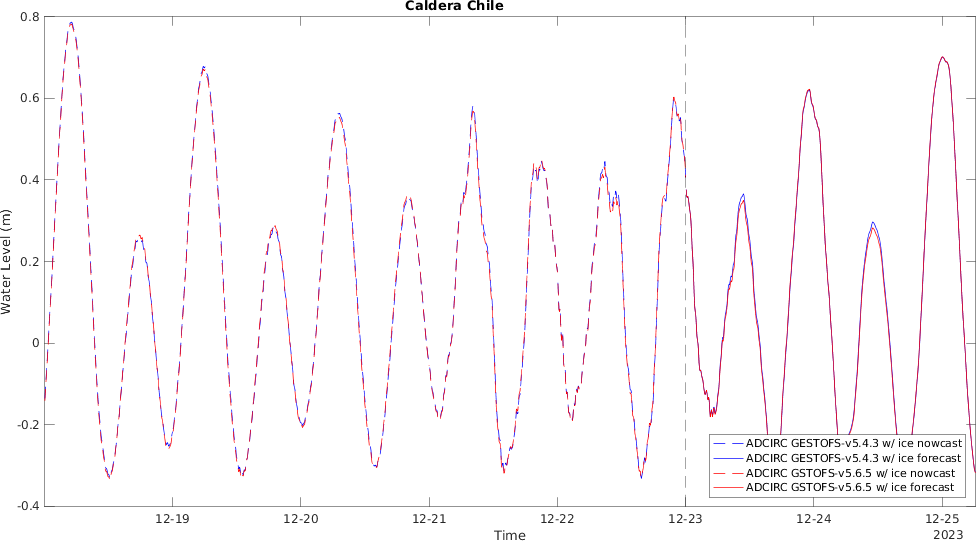 Caldera Chile
0.8
0.6
0.4
0.2
0
-0.2
-0.4
Water Level (m)
ADCIRC GESTOFS-v5.4.3 w/ ice nowcast
ADCIRC GESTOFS-v5.4.3 w/ ice forecast
ADCIRC GSTOFS-v5.6.5 w/ ice nowcast
ADCIRC GSTOFS-v5.6.5 w/ ice forecast
12-19 12-20 12-21 12-22 12-23 12-24 12-25
Time 2023